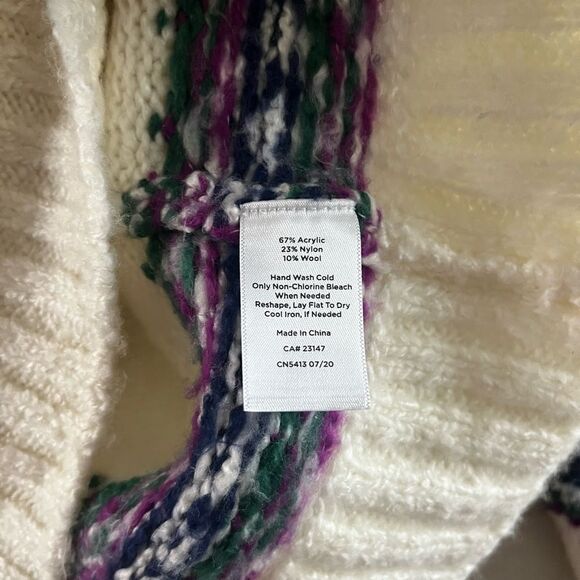 67% Acrylic
23% Nylon
10% Wool
Hand Wash Cold
Only Non-Chlorine Bleach
When Needed
Reshape, Lay Flat To Dry
Cool Iron, If Needed
Made In China
CA# 23147
CN5413 07/20